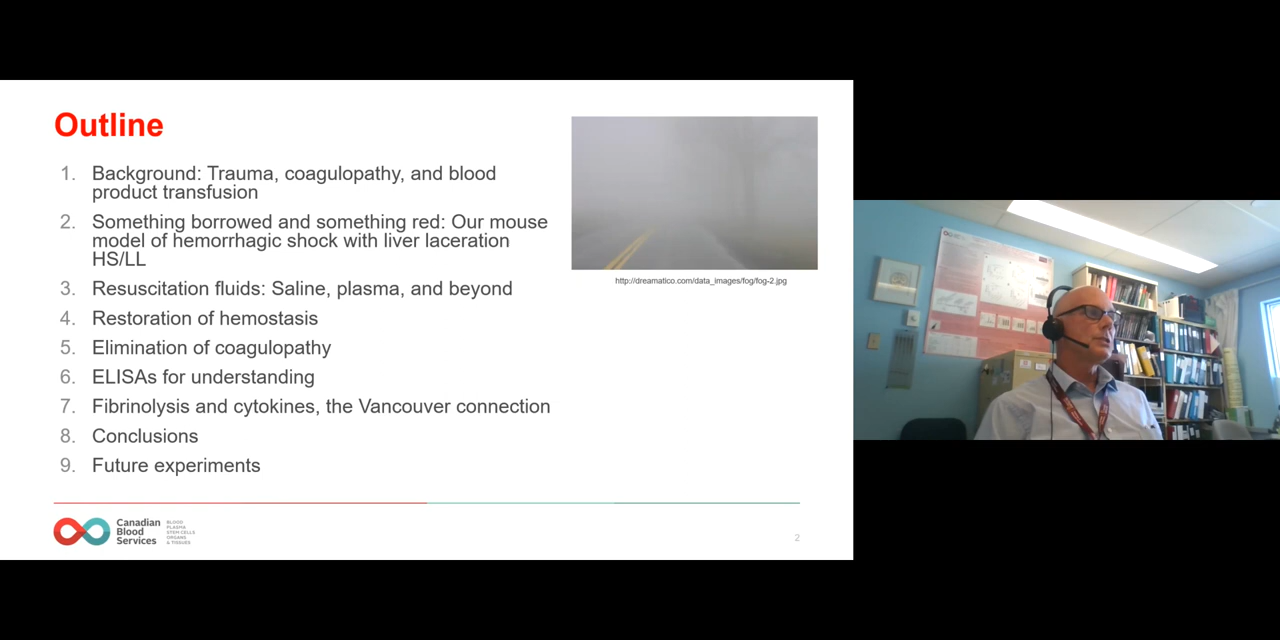 Outline
1. Background: Trauma, coagulopathy, and blood
product transfusion
2. Something borrowed and something red: Our mouse
model of hemorrhagic shock with liver laceration
HS/LL
3. Resuscitation fluids: Saline, plasma, and beyond
4. Restoration of hemostasis
5. Elimination of coagulopathy
6. ELISAs for understanding
7. Fibrinolysis and cytokines, the Vancouver connection
8. Conclusions
9. Future experiments
http://dreamatico.com/data_images/fog/fog-2.jpg
Canadian
Blood
Services
BLOOD
PLASMA
STEM CELLS
ORGANS
& TISSUES
2